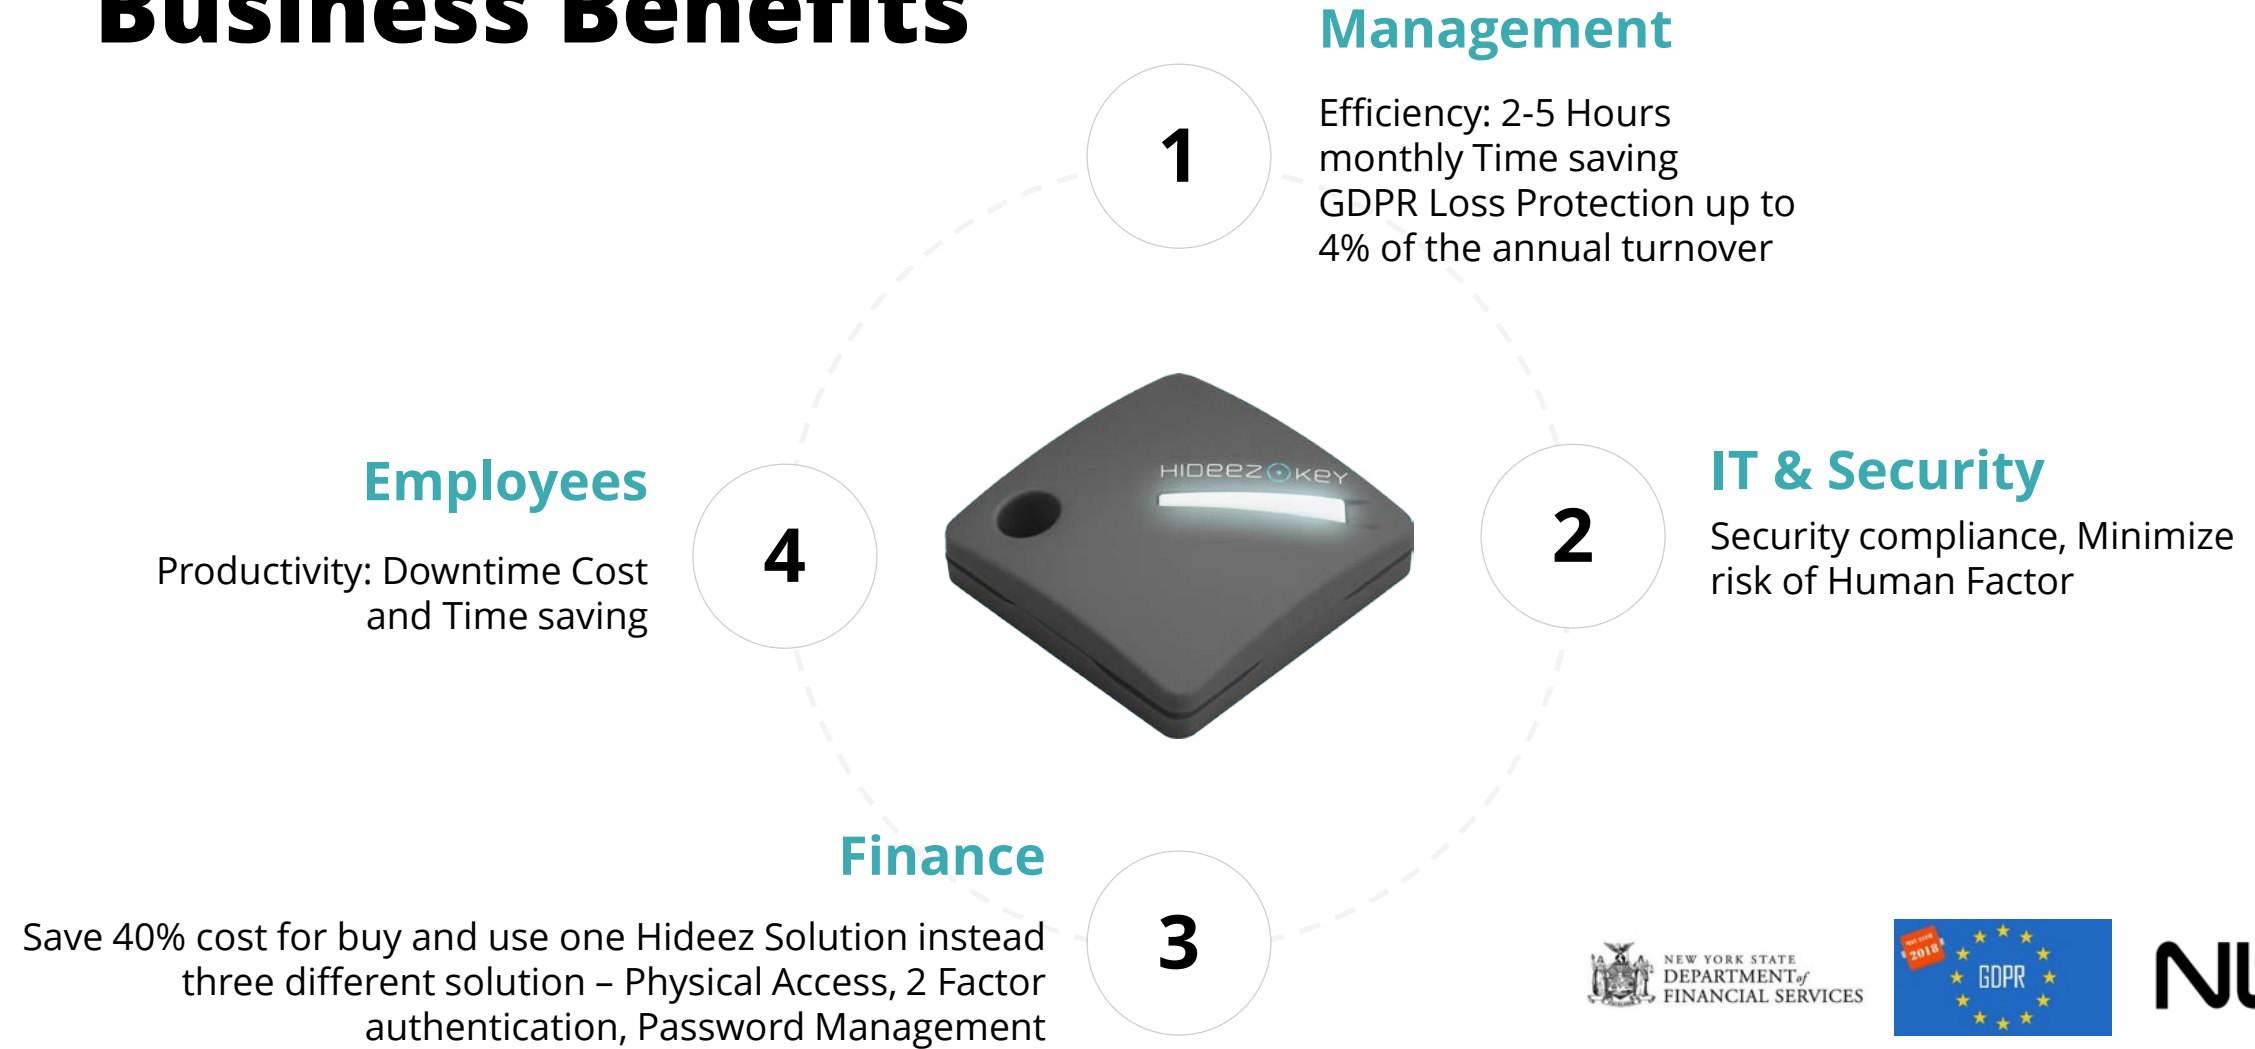 Business Benefits
Management
1
Efficiency: 2-5 Hours
monthly Time saving
GDPR Loss Protection up to
4% of the annual turnover
HIDEEZ KEY
IT & Security
2
Security compliance, Minimize
risk of Human Factor
Employees
4
Productivity: Downtime Cost
and Time saving
Finance
3
Save 40% cost for buy and use one Hideez Solution instead
three different solution – Physical Access, 2 Factor
authentication, Password Management
NEW YORK STATE
DEPARTMENT of
FINANCIAL SERVICES
2018
GDPR